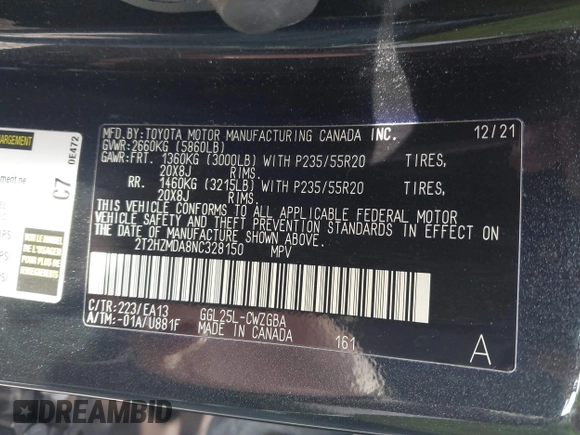 MFD.BY:TOYOTA MOTOR MANUFACTURING CANADA INC. 12/21
GVWR:2660KG (5860LB)
GAWR:FRT. 1360KG (3000LB) WITH P235/55R20 TIRES,
20X8J RIMS.
RR. 1460KG (3215LB) WITH P235/55R20 TIRES,
20X8J RIMS.
THIS VEHICLE CONFORMS TO ALL APPLICABLE FEDERAL MOTOR
VEHICLE SAFETY AND THEFT PREVENTION STANDARDS IN EFFECT ON
THE DATE OF MANUFACTURE SHOWN ABOVE.
2T2HZMDA8NC328150 MPV
C/TR:223/EA13 GGL25L-CWZGBA
A/TM:-01A/U881F MADE IN CANADA 161
A
ARGEMENT
C7
0E472
DREAMBID